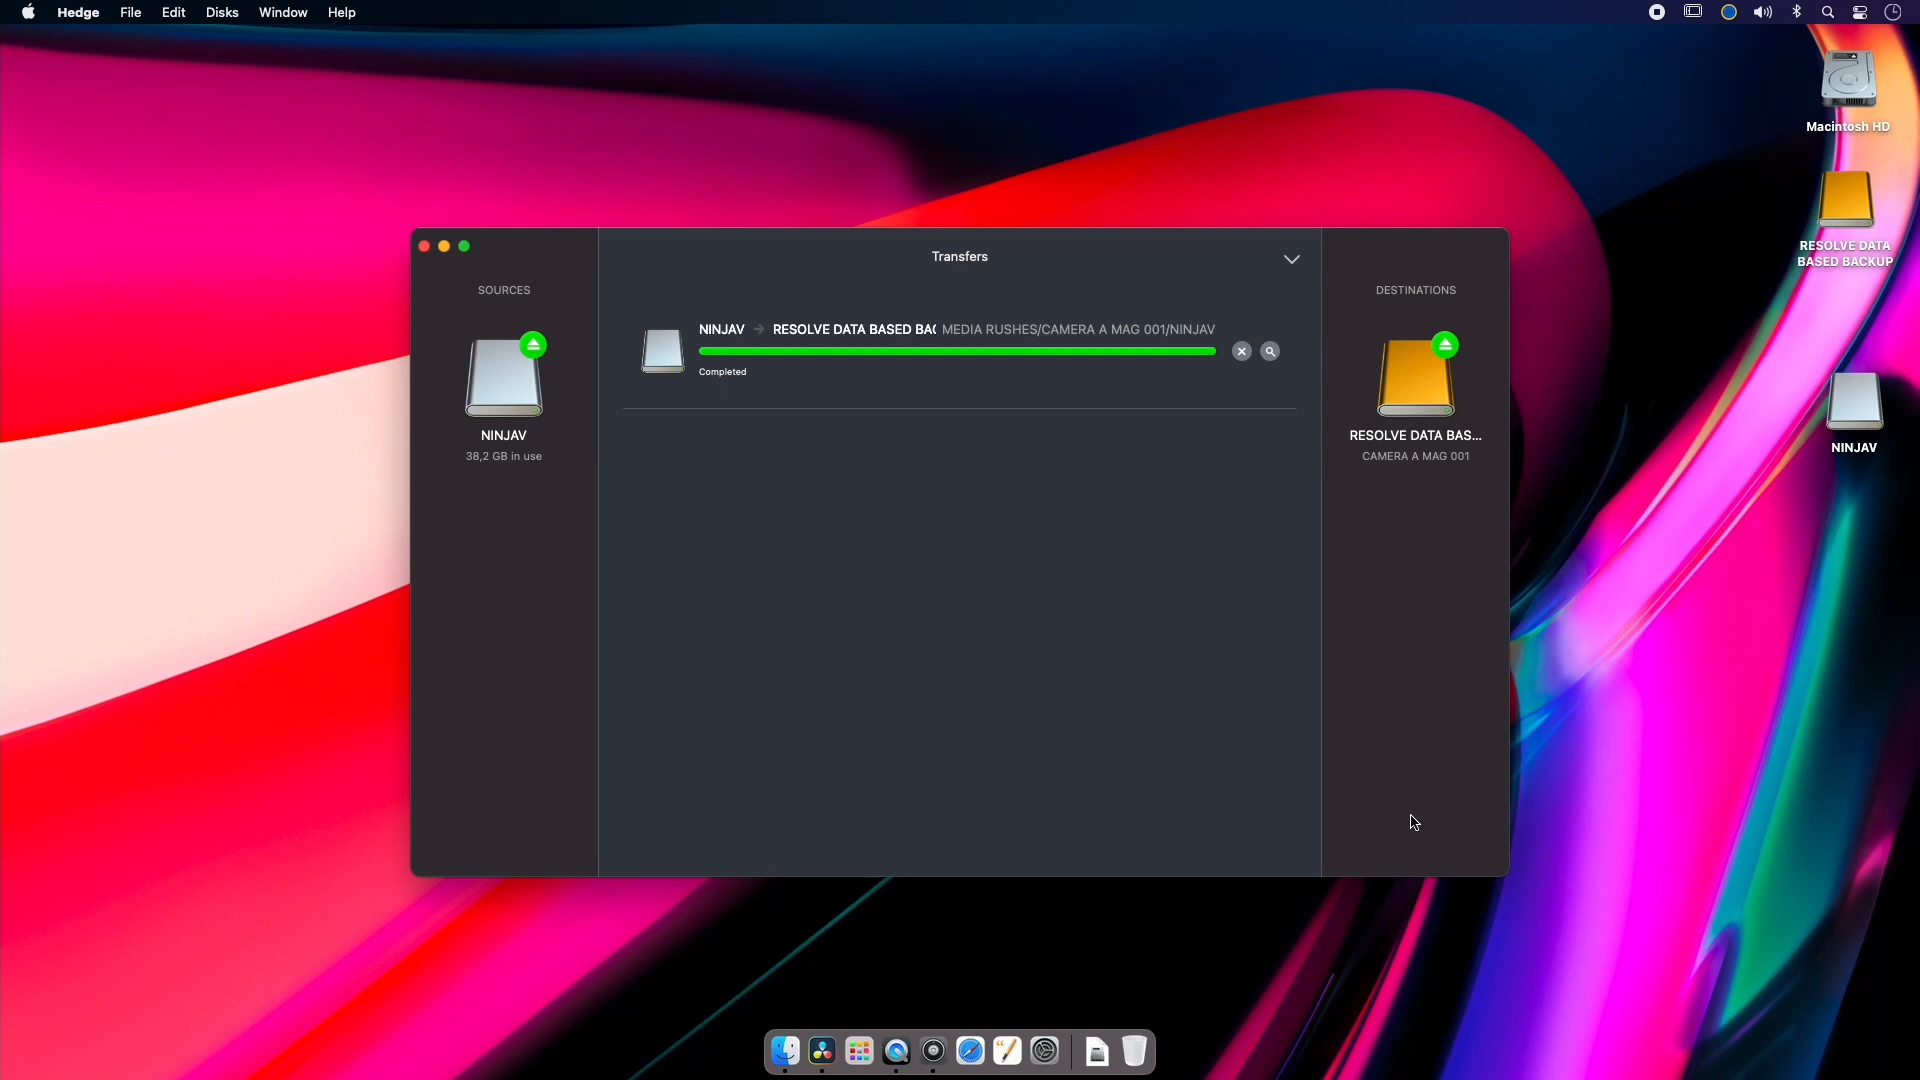 Hedge File Edit Disks Window Help
Macintosh HD
RESOLVE DATA
BASED BACKUP
NINJAV
Transfers
SOURCES
NINJAV
38,2 GB in use
NINJAV → RESOLVE DATA BASED BAC MEDIA RUSHES/CAMERA A MAG 001/NINJAV
Completed
DESTINATIONS
RESOLVE DATA BAS...
CAMERA A MAG 001